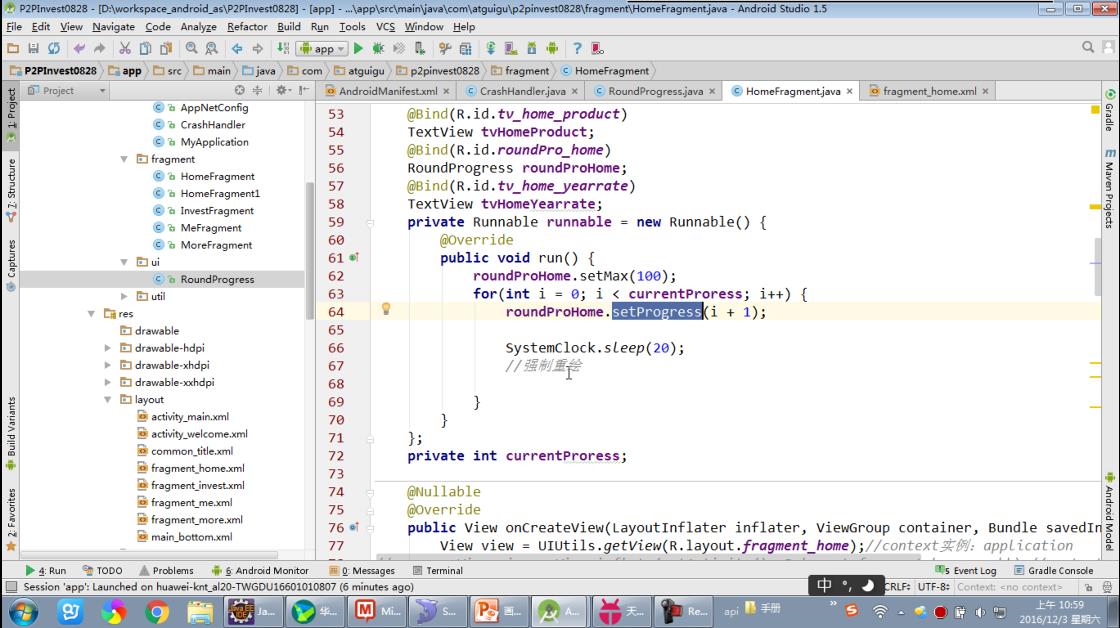 P2PInvest0828 - [D:\workspace_android_as\P2PInvest0828] - [app] - ...\app\src\main\java\com\atguigu\p2pinvest0828\fragment\HomeFragment.java - Android Studio 1.5
File Edit View Navigate Code Analyze Refactor Build Run Tools VCS Window Help
app
P2PInvest0828 app src main java com atguigu p2pinvest0828 fragment HomeFragment
Project
AndroidManifest.xml CrashHandler.java RoundProgress.java HomeFragment.java fragment_home.xml
1: Project
7: Structure
Captures
Build Variants
2: Favorites
AppNetConfig
CrashHandler
MyApplication
fragment
HomeFragment
HomeFragment1
InvestFragment
MeFragment
MoreFragment
ui
RoundProgress
util
res
drawable
drawable-hdpi
drawable-xhdpi
drawable-xxhdpi
layout
activity_main.xml
activity_welcome.xml
common_title.xml
fragment_home.xml
fragment_invest.xml
fragment_me.xml
fragment_more.xml
main_bottom.xml
53 @Bind(R.id.tv_home_product)
54 TextView tvHomeProduct;
55 @Bind(R.id.roundPro_home)
56 RoundProgress roundProHome;
57 @Bind(R.id.tv_home_yearrate)
58 TextView tvHomeYearrate;
59 private Runnable runnable = new Runnable() {
60 @Override
61 public void run() {
62 roundProHome.setMax(100);
63 for(int i = 0; i < currentProress; i++) {
64 roundProHome.setProgress(i + 1);
65
66 SystemClock.sleep(20);
67 //强制重绘
68
69 }
70 }
71 };
72 private int currentProress;
73
74 @Nullable
75 @Override
76 public View onCreateView(LayoutInflater inflater, ViewGroup container, Bundle savedIn
77 View view = UIUtils.getView(R.layout.fragment_home);//context实例: application
Gradle
Maven Projects
Android Model
4: Run TODO Problems 6: Android Monitor 0: Messages Terminal Event Log Gradle Console
Session 'app': Launched on huawei-knt_al20-TWGDU16601010807 (6 minutes ago)
中 °, CRLF÷ UTF-8÷ Context: <no context>
Ja... 华... Mi... S... 画... A... 天... Re... api 手册
上午 10:59
2016/12/3 星期六